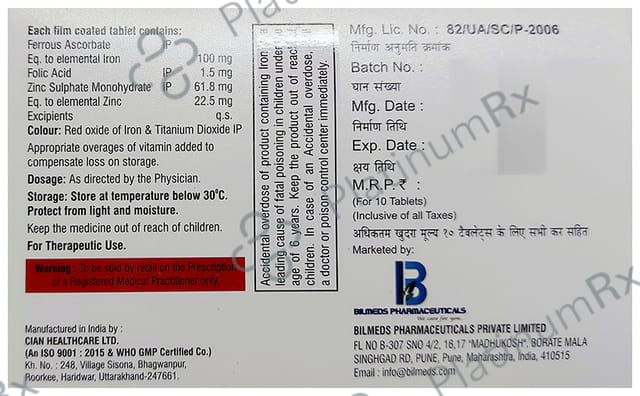 Each film coated tablet contains:
Ferrous Ascorbate IP
Eq. to elemental Iron 100 mg
Folic Acid IP 1.5 mg
Zinc Sulphate Monohydrate IP 61.8 mg
Eq. to elemental Zinc 22.5 mg
Excipients q.s.
Colour: Red oxide of Iron & Titanium Dioxide IP
Appropriate overages of vitamin added to
compensate loss on storage.
Dosage: As directed by the Physician.
Storage: Store at temperature below 30°C.
Protect from light and moisture.
Keep the medicine out of reach of children.
For Therapeutic Use.
Warning : To be sold by retail on the Prescription
of a Registered Medical Practitioner only.
Manufactured in India by :
CIAN HEALTHCARE LTD.
(An ISO 9001 : 2015 & WHO GMP Certified Co.)
Kh. No. : 248, Village Sisona, Bhagwanpur,
Roorkee, Haridwar, Uttarakhand-247661.
Accidental overdose of product containing Iron is
leading cause of fatal poisoning in children under
age of 6 years. Keep the product out of reach
children. In case of an Accidental overdose,
a doctor or poison control center immediately.
Mfg. Lic. No. : 82/UA/SC/P-2006
निर्माण अनुमति क्रमांक
Batch No. :
घान संख्या
Mfg. Date :
निर्माण तिथि
Exp. Date :
क्षय तिथि
M.R.P. ₹ :
(For 10 Tablets)
(Inclusive of all Taxes)
अधिकतम खुदरा मूल्य १० टैबलेट्स के लिए सभी कर सहित
Marketed by:
BILMEDS PHARMACEUTICALS
We care for you...
BILMEDS PHARMACEUTICALS PRIVATE LIMITED
FL NO B-307 SNO 4/2, 16,17 "MADHUKOSH", BORATE MALA
SINGHGAD RD, PUNE, Pune, Maharashtra, India, 410515
Email : info@bilmeds.com
PlatinumRx